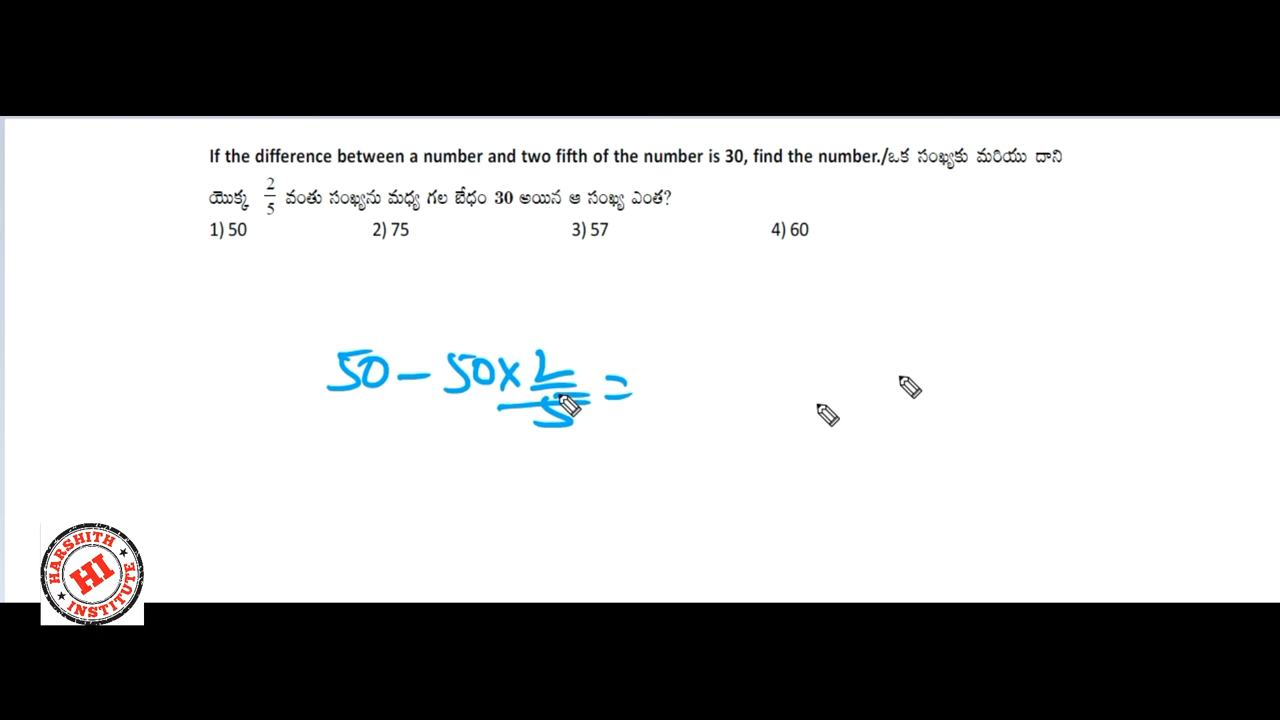 If the difference between a number and two fifth of the number is 30, find the number./ఒక సంఖ్యకు మరియు దాని
యొక్క 2/5 వంతు సంఖ్యను మధ్య గల బేధం 30 అయిన ఆ సంఖ్య ఎంత?
1) 50 2) 75 3) 57 4) 60
50 - 50 × 2/5 =
HARSHITH
HI
INSTITUTE